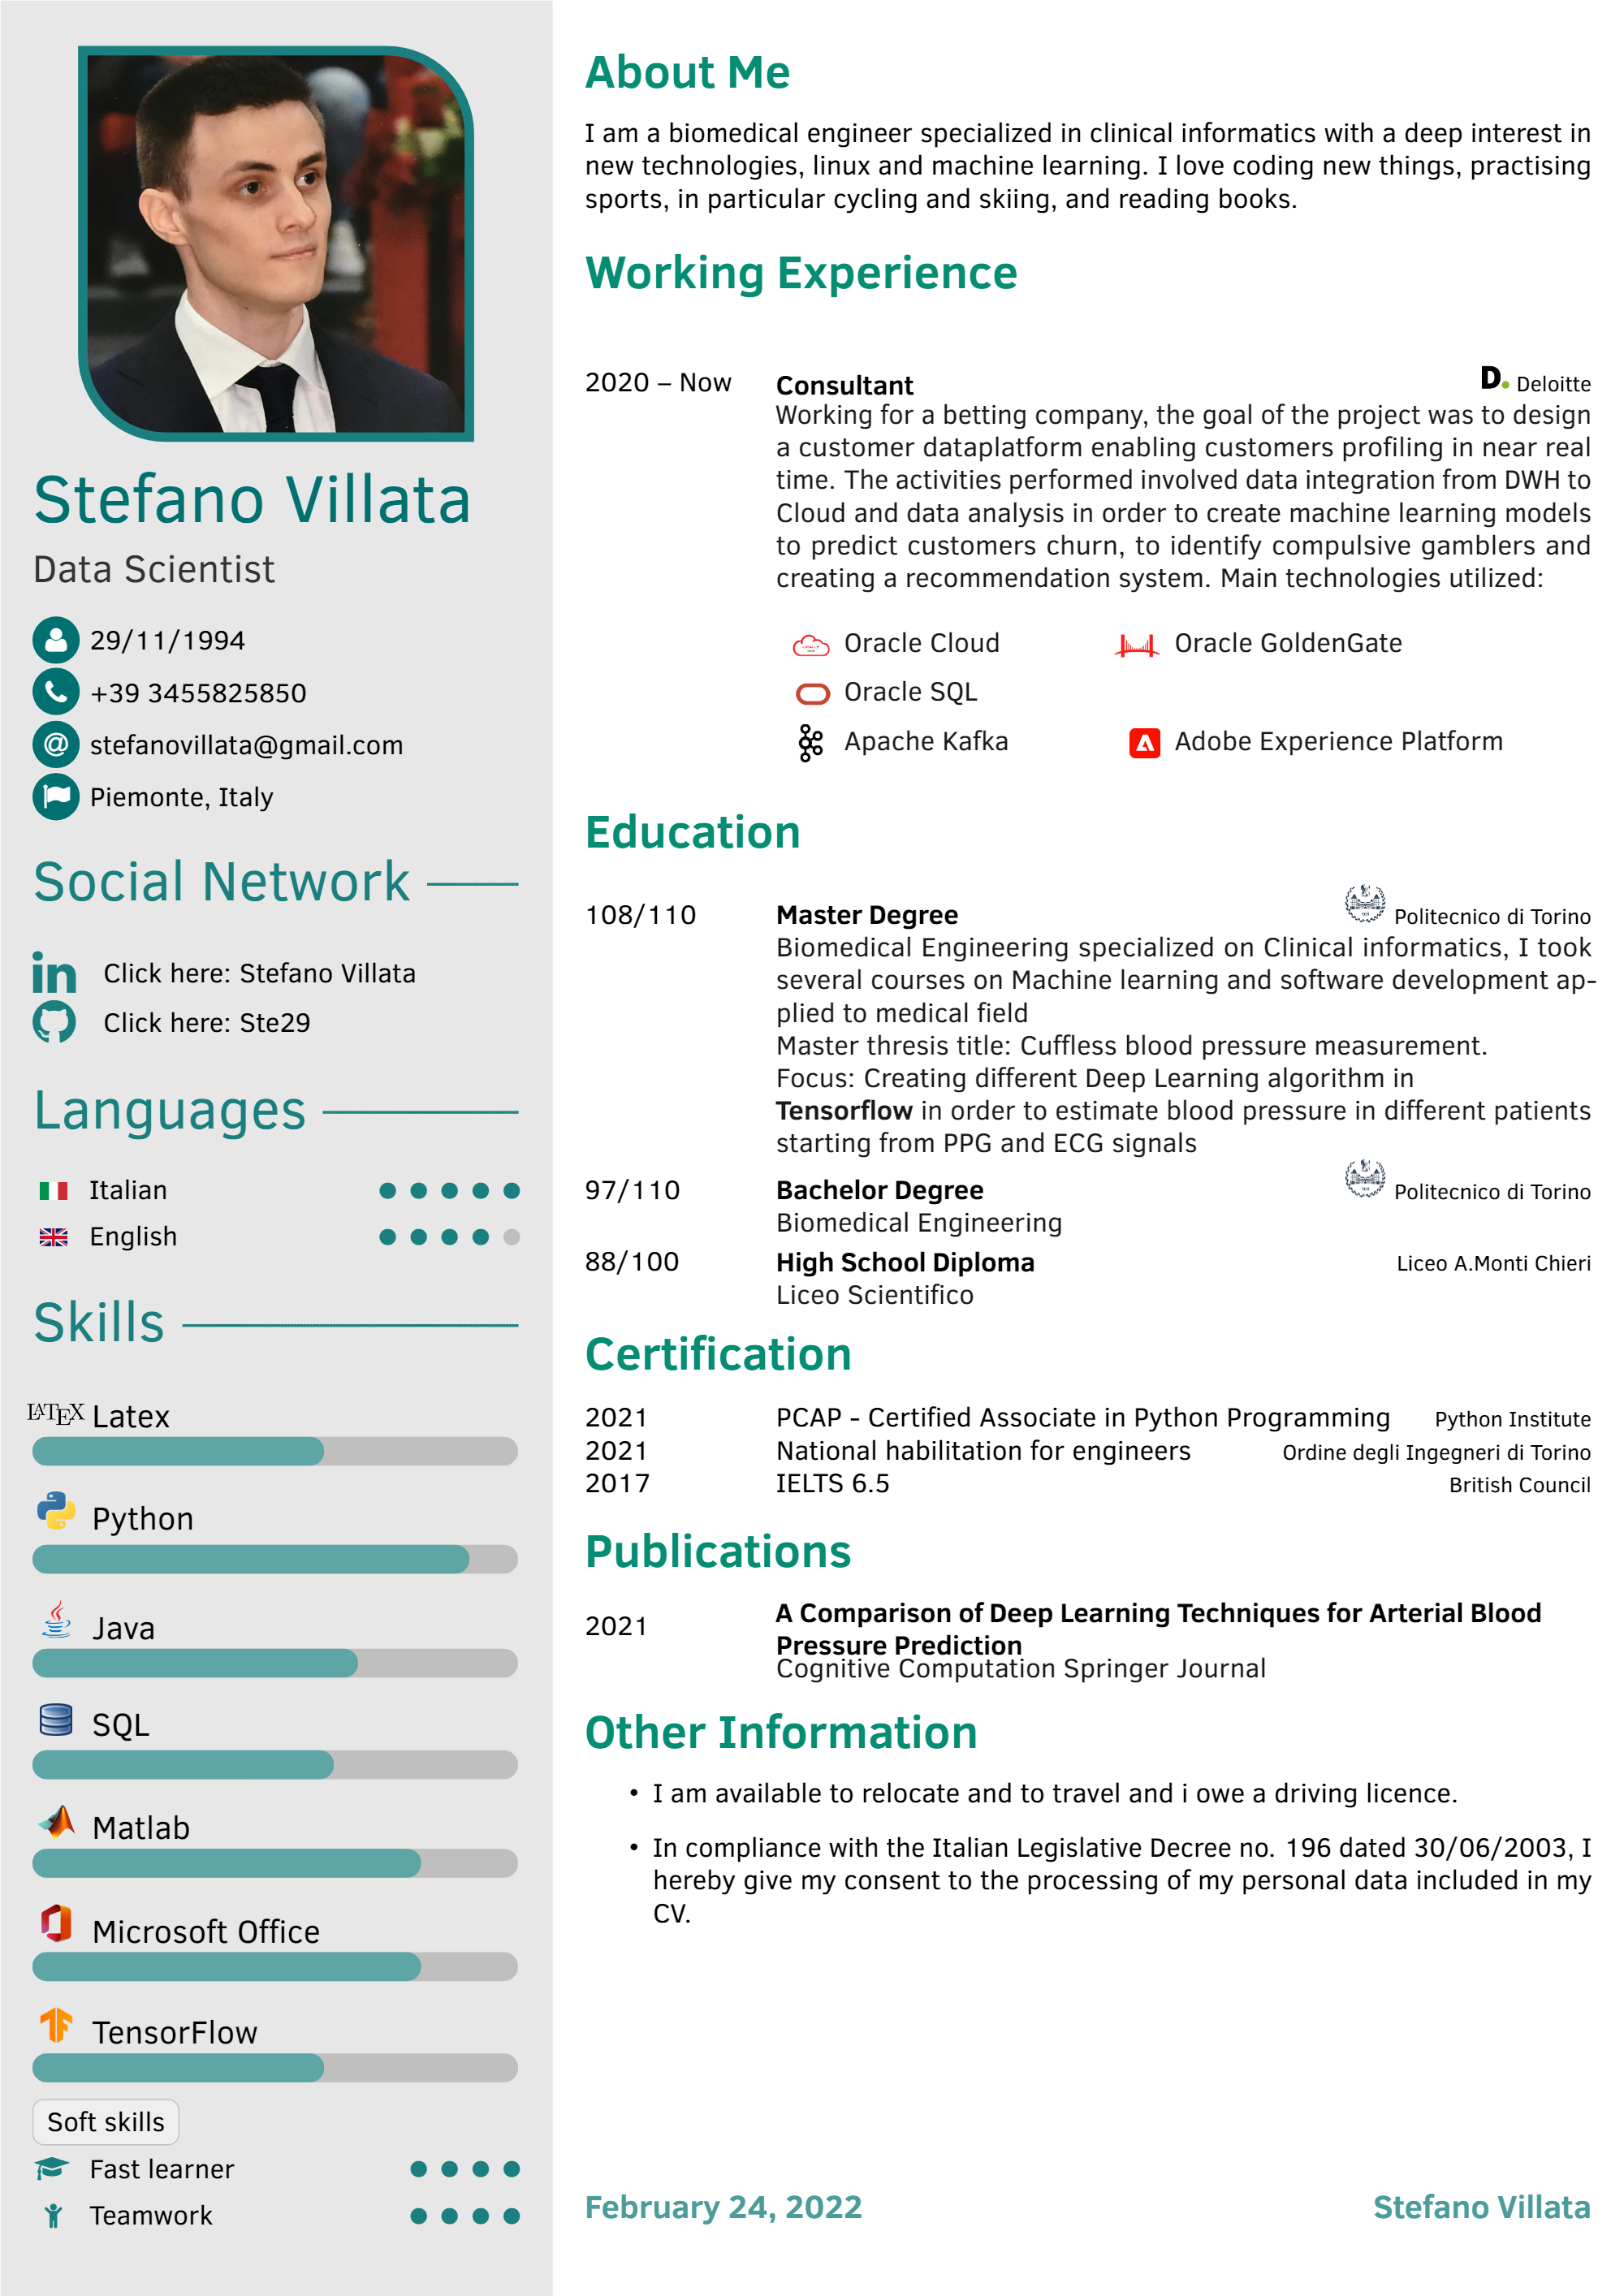 Stefano Villata
Data Scientist
29/11/1994
+39 3455825850
stefanovillata@gmail.com
Piemonte, Italy
Social Network
Click here: Stefano Villata
Click here: Ste29
Languages
Italian
English
Skills
LATEX Latex
Python
Java
SQL
Matlab
Microsoft Office
TensorFlow
Soft skills
Fast learner
Teamwork
About Me
I am a biomedical engineer specialized in clinical informatics with a deep interest in
new technologies, linux and machine learning. I love coding new things, practising
sports, in particular cycling and skiing, and reading books.
Working Experience
2020 – Now Consultant D. Deloitte
Working for a betting company, the goal of the project was to design
a customer dataplatform enabling customers profiling in near real
time. The activities performed involved data integration from DWH to
Cloud and data analysis in order to create machine learning models
to predict customers churn, to identify compulsive gamblers and
creating a recommendation system. Main technologies utilized:
Oracle Cloud Oracle GoldenGate
Oracle SQL
Apache Kafka Adobe Experience Platform
Education
108/110 Master Degree Politecnico di Torino
Biomedical Engineering specialized on Clinical informatics, I took
several courses on Machine learning and software development ap-
plied to medical field
Master thresis title: Cuffless blood pressure measurement.
Focus: Creating different Deep Learning algorithm in
Tensorflow in order to estimate blood pressure in different patients
starting from PPG and ECG signals
97/110 Bachelor Degree Politecnico di Torino
Biomedical Engineering
88/100 High School Diploma Liceo A.Monti Chieri
Liceo Scientifico
Certification
2021 PCAP - Certified Associate in Python Programming Python Institute
2021 National habilitation for engineers Ordine degli Ingegneri di Torino
2017 IELTS 6.5 British Council
Publications
2021 A Comparison of Deep Learning Techniques for Arterial Blood
Pressure Prediction
Cognitive Computation Springer Journal
Other Information
• I am available to relocate and to travel and i owe a driving licence.
• In compliance with the Italian Legislative Decree no. 196 dated 30/06/2003, I
hereby give my consent to the processing of my personal data included in my
CV.
February 24, 2022 Stefano Villata